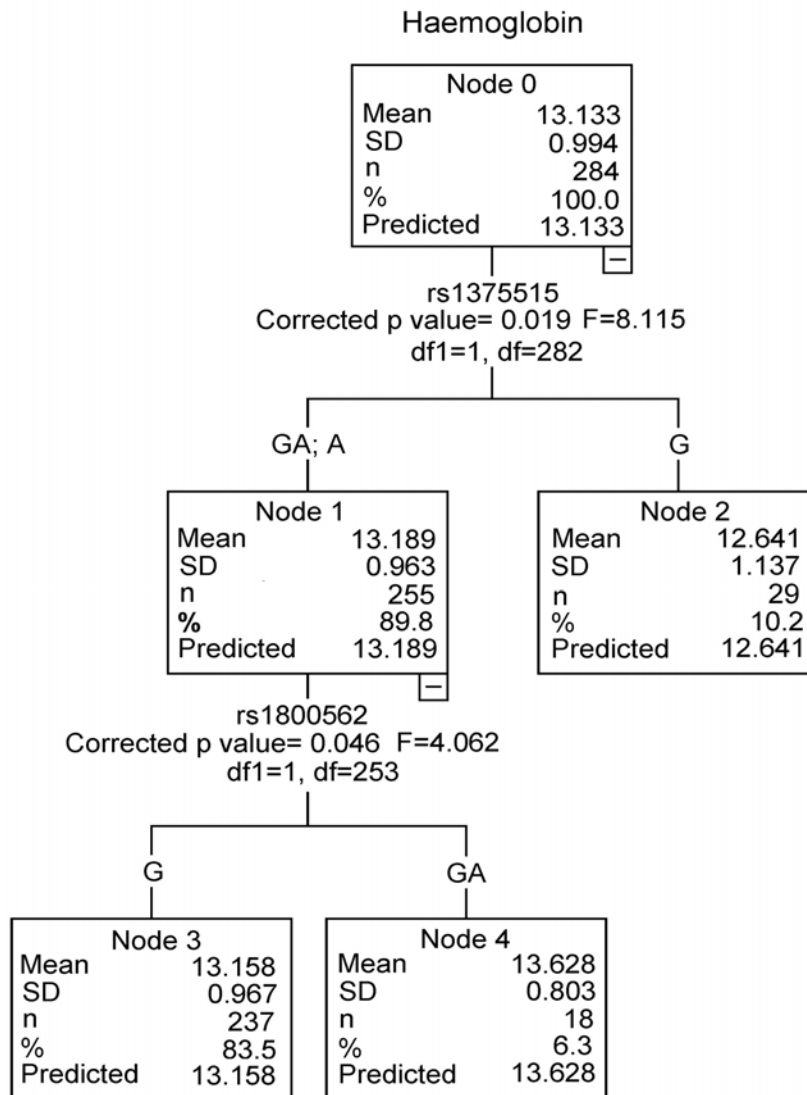 Haemoglobin
Node 0
Mean 13.133
SD 0.994
n 284
% 100.0
Predicted 13.133
rs1375515
Corrected p value= 0.019 F=8.115
df1=1, df=282
GA; A
G
Node 1
Mean 13.189
SD 0.963
n 255
% 89.8
Predicted 13.189
Node 2
Mean 12.641
SD 1.137
n 29
% 10.2
Predicted 12.641
rs1800562
Corrected p value= 0.046 F=4.062
df1=1, df=253
G
GA
Node 3
Mean 13.158
SD 0.967
n 237
% 83.5
Predicted 13.158
Node 4
Mean 13.628
SD 0.803
n 18
% 6.3
Predicted 13.628